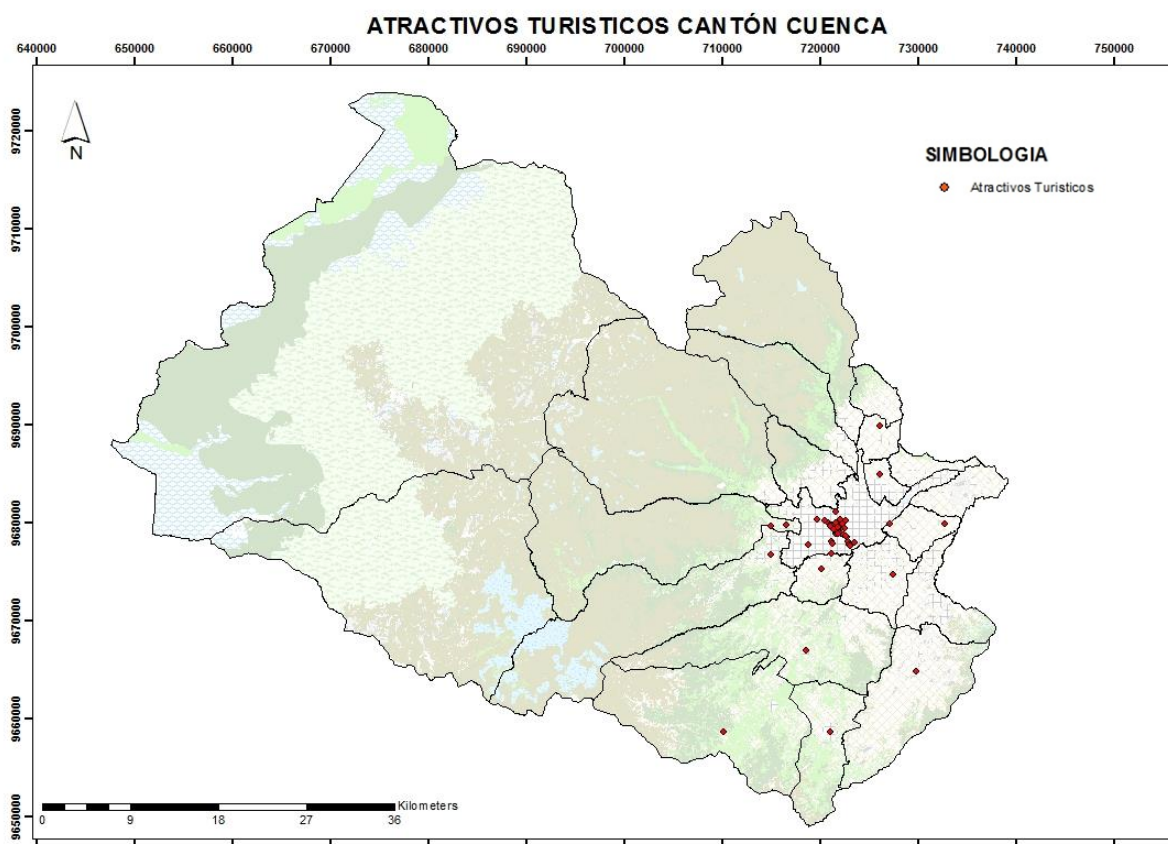 ATRACTIVOS TURISTICOS CANTÓN CUENCA
640000 650000 660000 670000 680000 690000 700000 710000 720000 730000 740000 750000
9720000
9710000
9700000
9690000
9680000
9670000
9660000
9650000
N
SIMBOLOGIA
Atractivos Turisticos
Kilometers
0 9 18 27 36